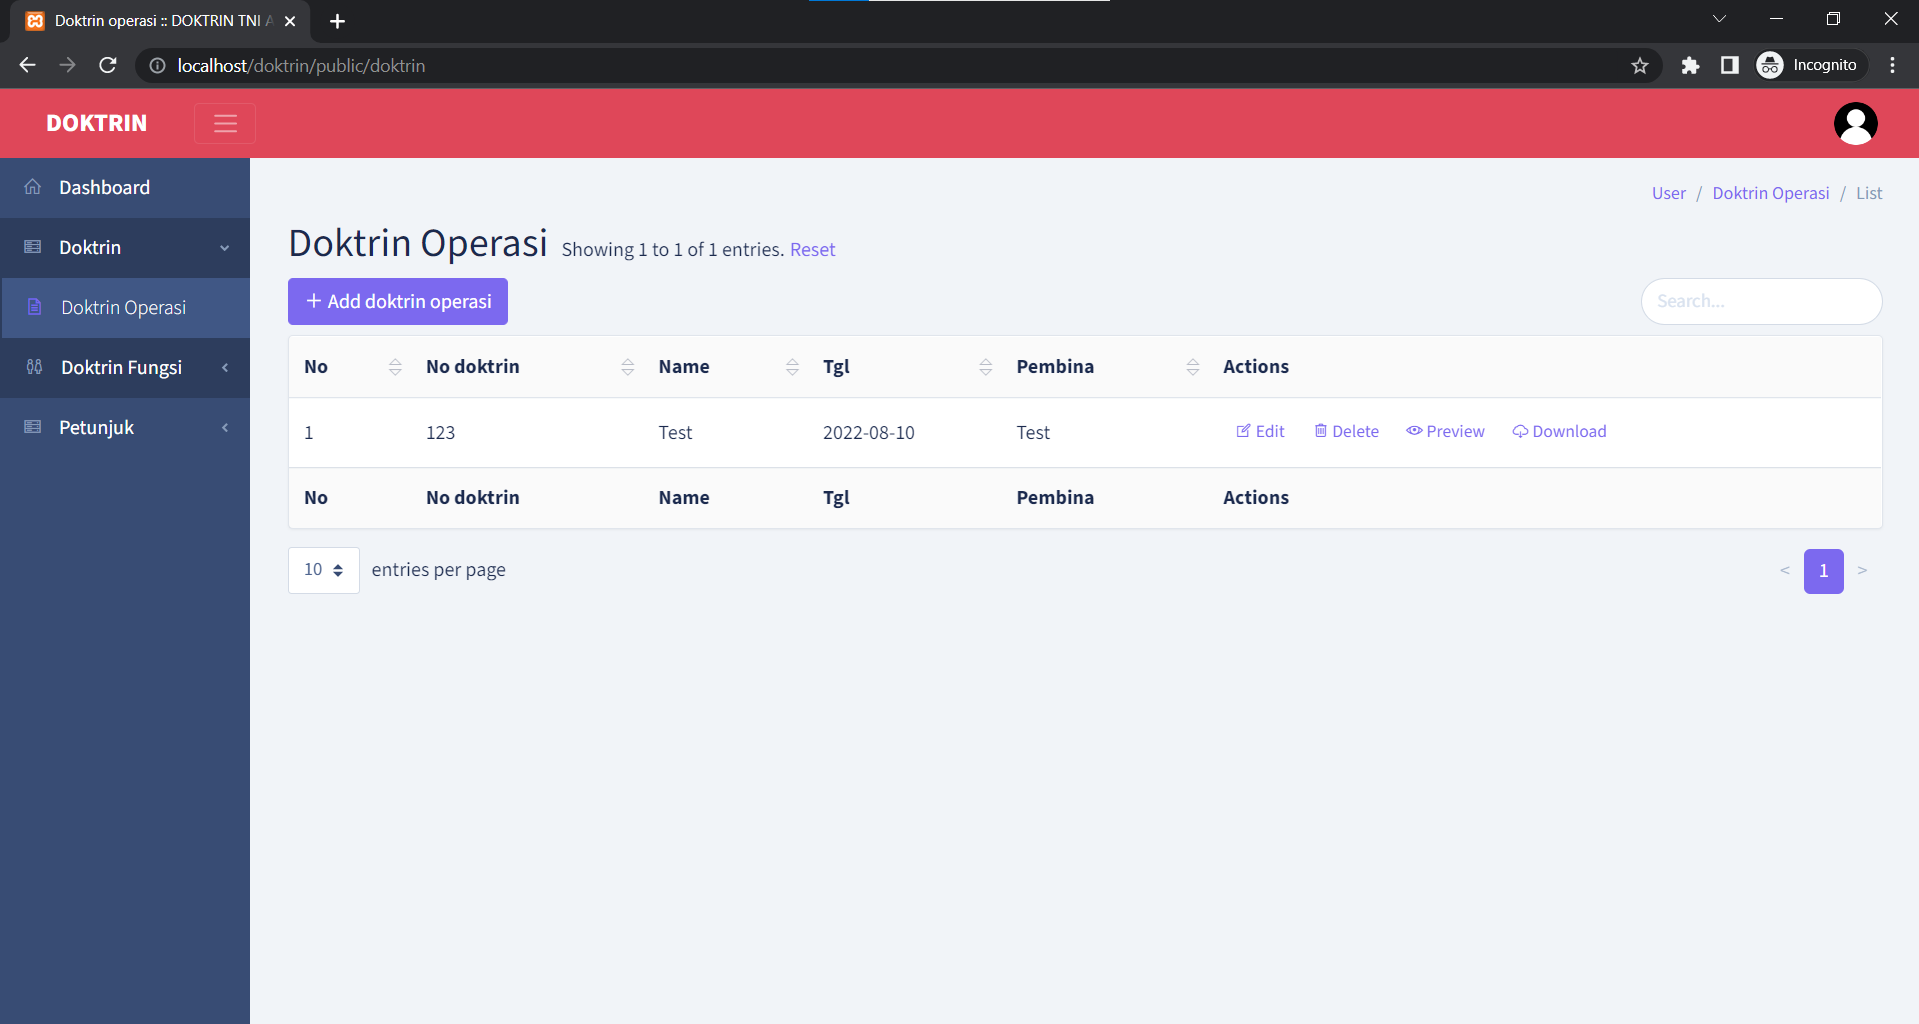 Doktrin operasi :: DOKTRIN TNI A
localhost/doktrin/public/doktrin
Incognito
DOKTRIN
Dashboard
Doktrin
Doktrin Operasi
Doktrin Fungsi
Petunjuk
User / Doktrin Operasi / List
Doktrin Operasi Showing 1 to 1 of 1 entries. Reset
+ Add doktrin operasi
Search...
No No doktrin Name Tgl Pembina Actions
1 123 Test 2022-08-10 Test Edit Delete Preview Download
No No doktrin Name Tgl Pembina Actions
10 entries per page
< 1 >